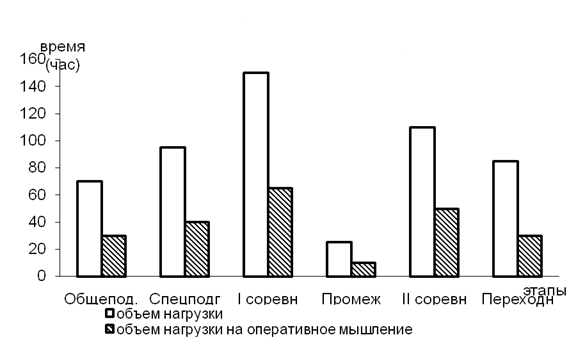 время
(час)
160
140
120
100
80
60
40
20
0
Общепод. Спецподг I соревн Промеж II соревн Переходн
этапы
объем нагрузки
объем нагрузки на оперативное мышление